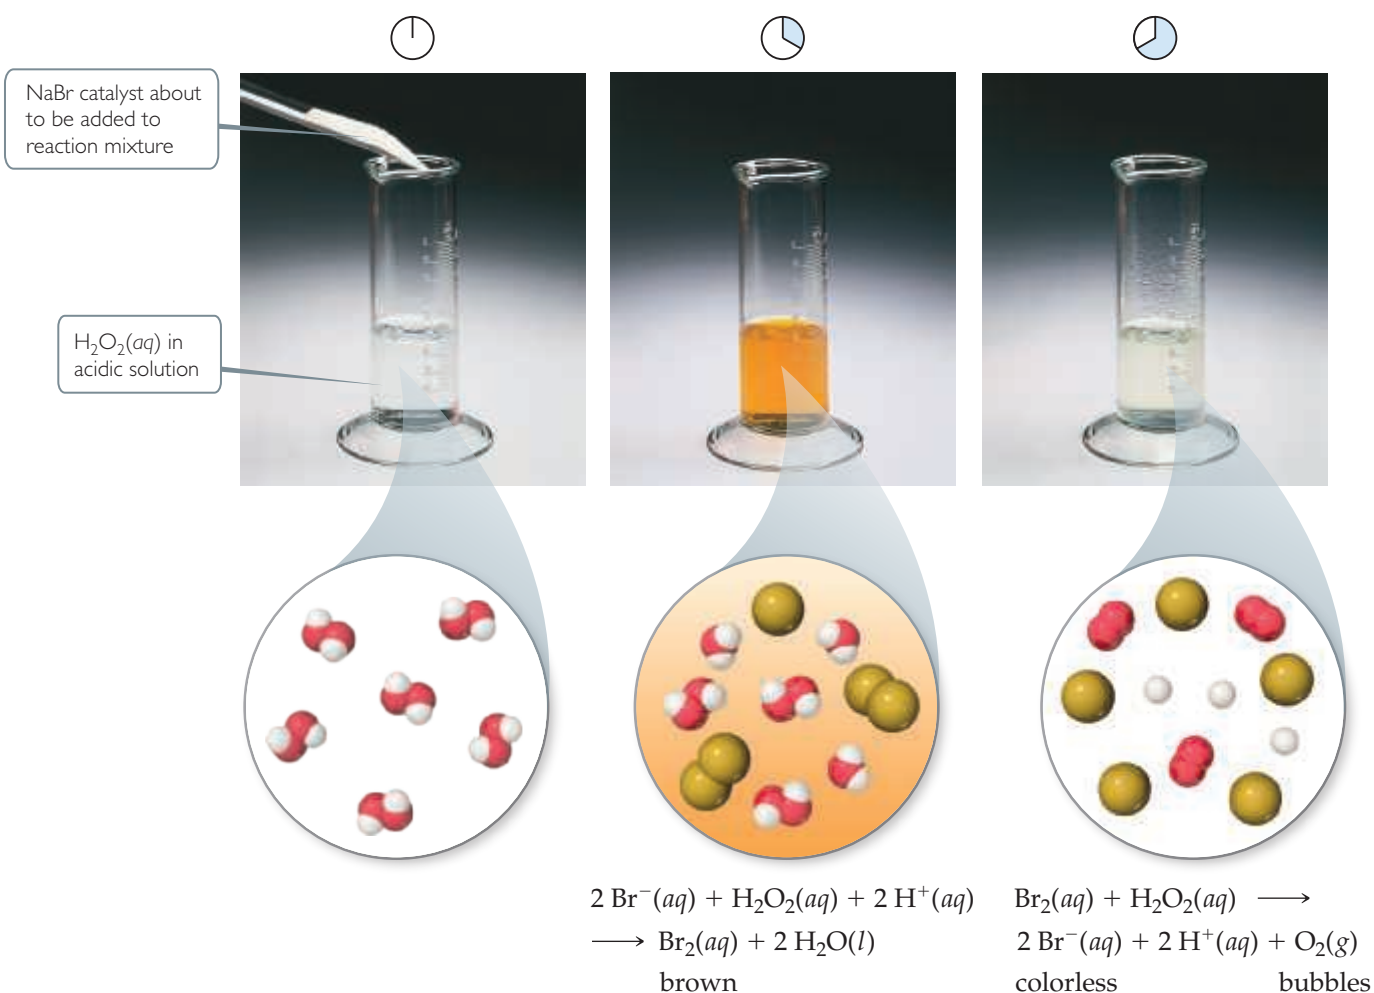 NaBr catalyst about
to be added to
reaction mixture
H₂O₂(aq) in
acidic solution
2 Br⁻(aq) + H₂O₂(aq) + 2 H⁺(aq)
⟶ Br₂(aq) + 2 H₂O(l)
brown
Br₂(aq) + H₂O₂(aq) ⟶
2 Br⁻(aq) + 2 H⁺(aq) + O₂(g)
colorless bubbles